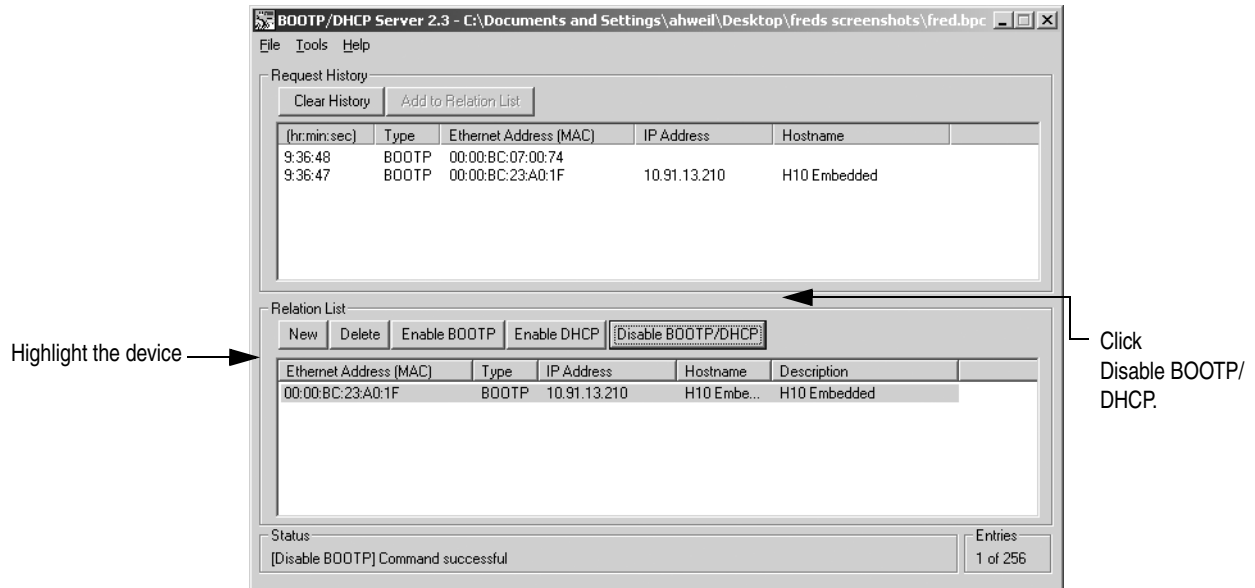 BOOTP/DHCP Server 2.3 - C:\Documents and Settings\ahweil\Desktop\freds screenshots\fred.bpc
File Tools Help
Request History
Clear History Add to Relation List
(hr:min:sec) Type Ethernet Address (MAC) IP Address Hostname
9:36:48 BOOTP 00:00:BC:07:00:74
9:36:47 BOOTP 00:00:BC:23:A0:1F 10.91.13.210 H10 Embedded
Relation List
New Delete Enable BOOTP Enable DHCP Disable BOOTP/DHCP
Highlight the device
Click
Disable BOOTP/
DHCP.
Ethernet Address (MAC) Type IP Address Hostname Description
00:00:BC:23:A0:1F BOOTP 10.91.13.210 H10 Embe... H10 Embedded
Status
[Disable BOOTP] Command successful
Entries
1 of 256